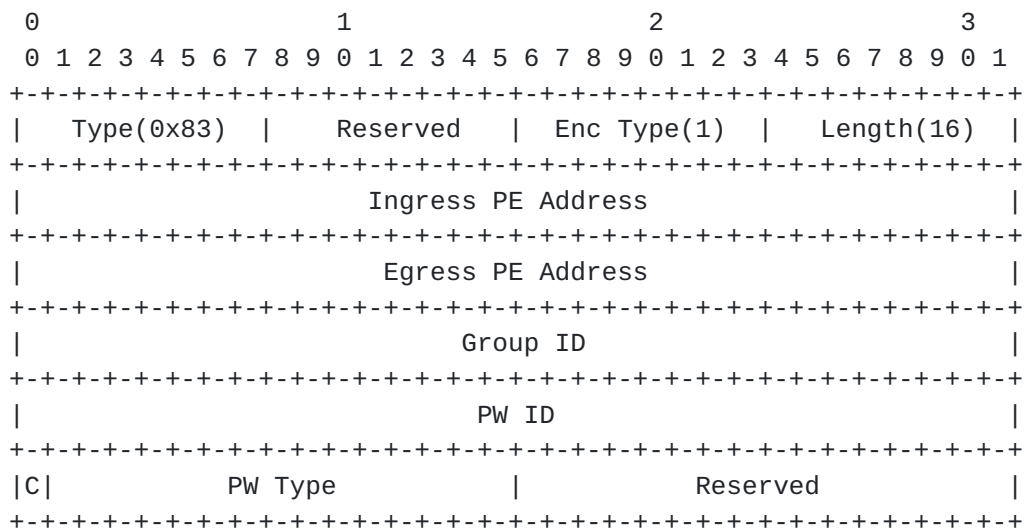 0                   1                   2                   3
 0 1 2 3 4 5 6 7 8 9 0 1 2 3 4 5 6 7 8 9 0 1 2 3 4 5 6 7 8 9 0 1
+-+-+-+-+-+-+-+-+-+-+-+-+-+-+-+-+-+-+-+-+-+-+-+-+-+-+-+-+-+-+-+-+
|   Type(0x83)  |    Reserved   |  Enc Type(1)  |   Length(16)  |
+-+-+-+-+-+-+-+-+-+-+-+-+-+-+-+-+-+-+-+-+-+-+-+-+-+-+-+-+-+-+-+-+
|                      Ingress PE Address                       |
+-+-+-+-+-+-+-+-+-+-+-+-+-+-+-+-+-+-+-+-+-+-+-+-+-+-+-+-+-+-+-+-+
|                       Egress PE Address                       |
+-+-+-+-+-+-+-+-+-+-+-+-+-+-+-+-+-+-+-+-+-+-+-+-+-+-+-+-+-+-+-+-+
|                            Group ID                           |
+-+-+-+-+-+-+-+-+-+-+-+-+-+-+-+-+-+-+-+-+-+-+-+-+-+-+-+-+-+-+-+-+
|                             PW ID                             |
+-+-+-+-+-+-+-+-+-+-+-+-+-+-+-+-+-+-+-+-+-+-+-+-+-+-+-+-+-+-+-+-+
|C|           PW Type           |           Reserved            |
+-+-+-+-+-+-+-+-+-+-+-+-+-+-+-+-+-+-+-+-+-+-+-+-+-+-+-+-+-+-+-+-+